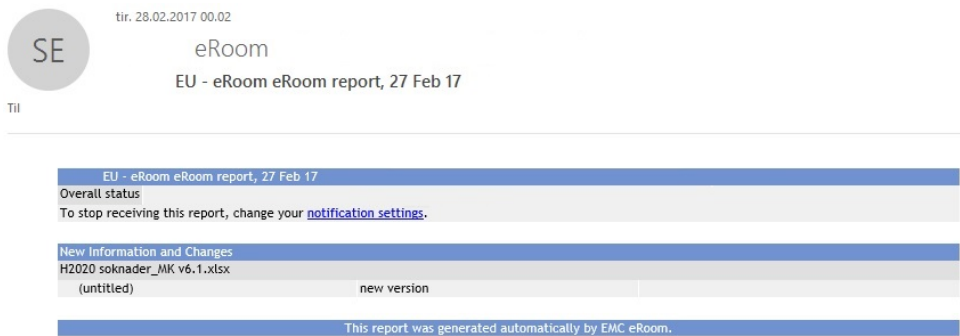 tir. 28.02.2017 00.02
SE
eRoom
EU - eRoom eRoom report, 27 Feb 17
Til
EU - eRoom eRoom report, 27 Feb 17
Overall status
To stop receiving this report, change your notification settings.
New Information and Changes
H2020 soknader_MK v6.1.xlsx
(untitled) new version
This report was generated automatically by EMC eRoom.